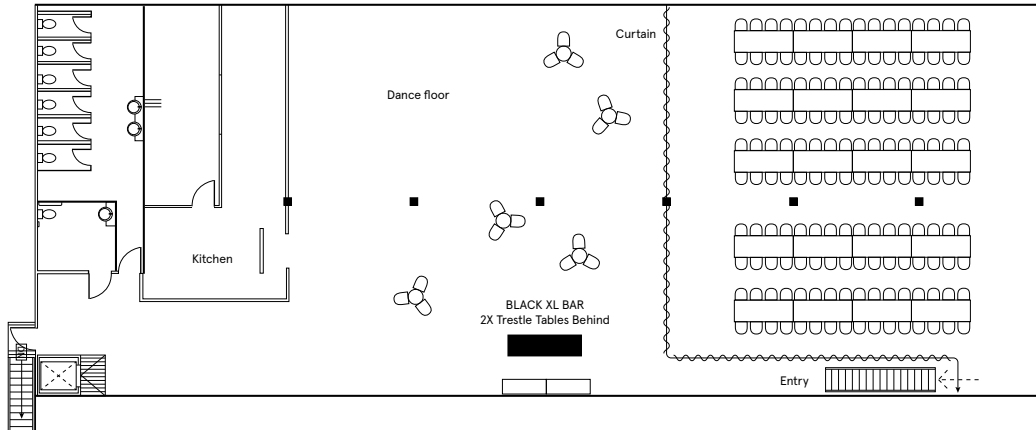 Curtain
Dance floor
Kitchen
BLACK XL BAR
2X Trestle Tables Behind
Entry